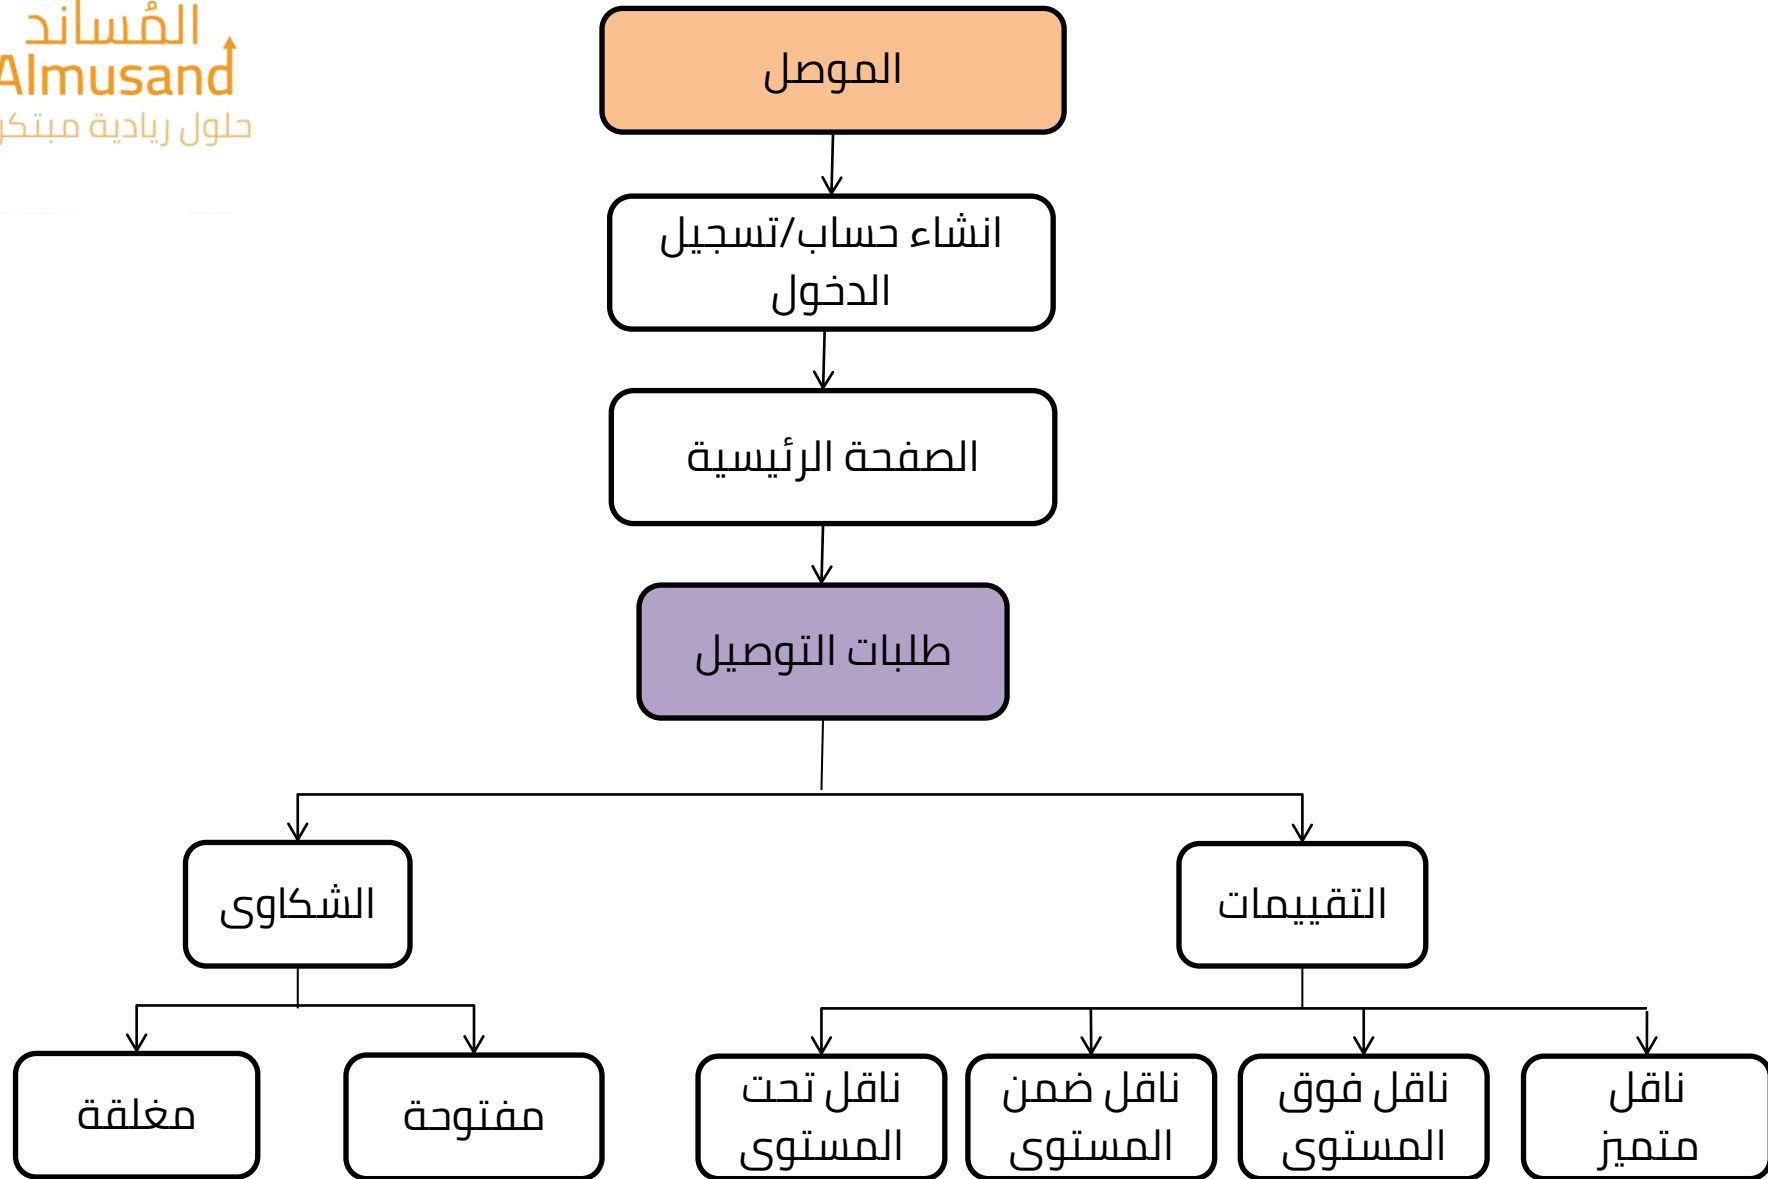 المُساند
Almusand
حلول ريادية مبتكر
الموصل
انشاء حساب/تسجيل
الدخول
الصفحة الرئيسية
طلبات التوصيل
التقييمات
الشكاوى
ناقل
متميز
ناقل فوق
المستوى
ناقل ضمن
المستوى
ناقل تحت
المستوى
مفتوحة
مغلقة